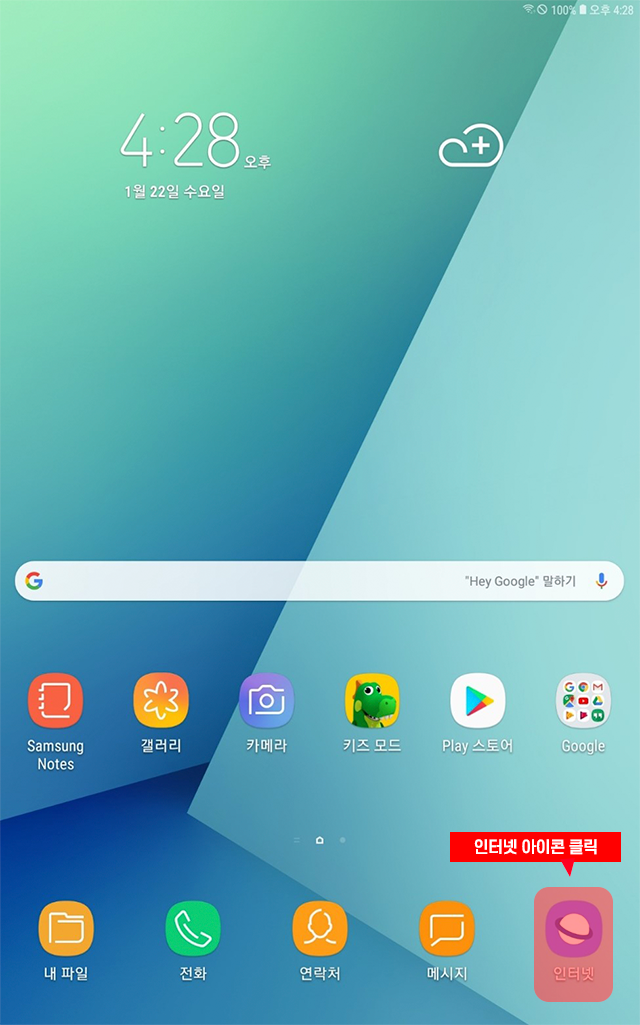 100% 오후 4:28
4:28 오후
1월 22일 수요일
"Hey Google" 말하기
Samsung
Notes
갤러리
카메라
키즈 모드
Play 스토어
Google
인터넷 아이콘 클릭
내 파일
전화
연락처
메시지
인터넷